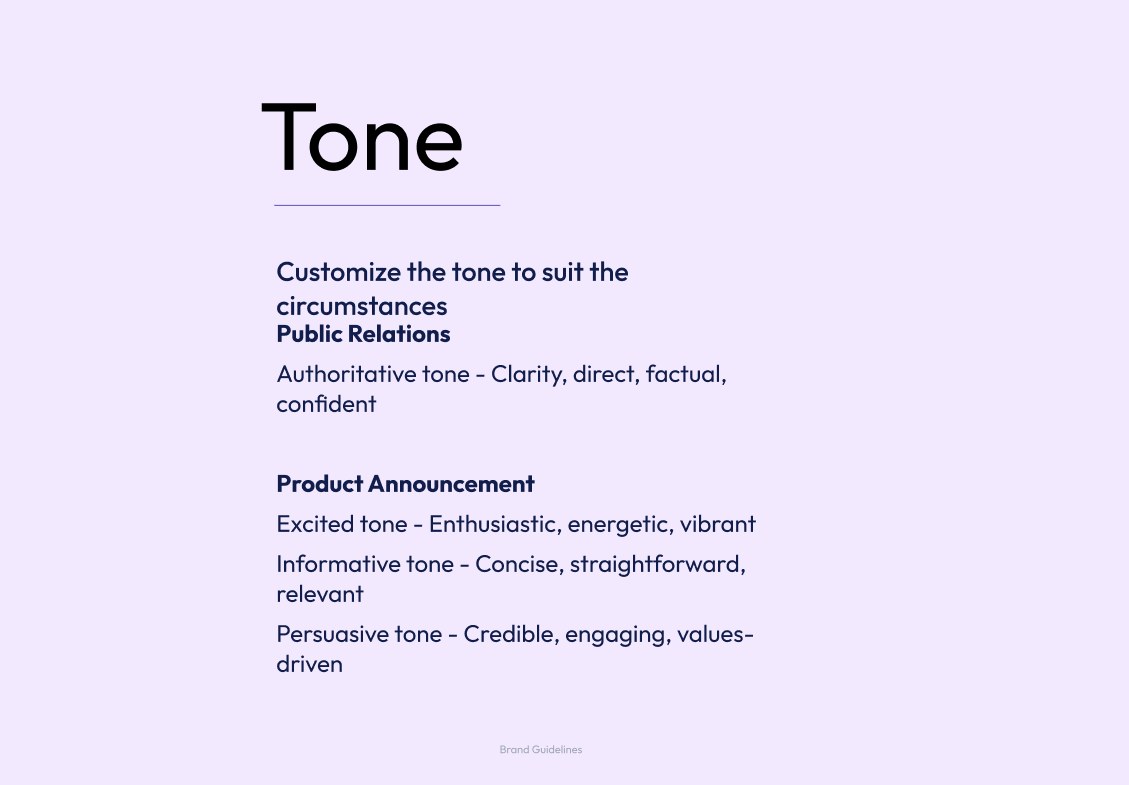 Tone
Customize the tone to suit the
circumstances
Public Relations
Authoritative tone - Clarity, direct, factual,
confident
Product Announcement
Excited tone - Enthusiastic, energetic, vibrant
Informative tone - Concise, straightforward,
relevant
Persuasive tone - Credible, engaging, values-
driven
Brand Guidelines